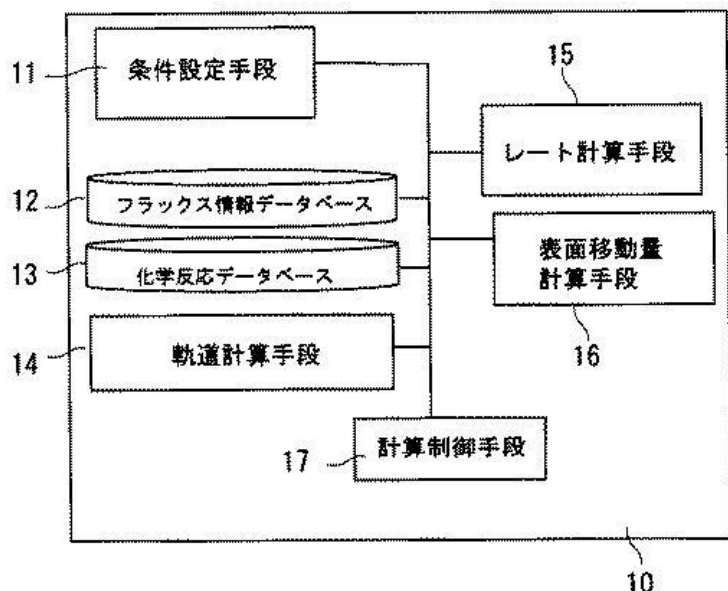 11
条件設定手段
15
レート計算手段
12
フラックス情報データベース
13
化学反応データベース
表面移動量
計算手段
14
軌道計算手段
16
17
計算制御手段
10